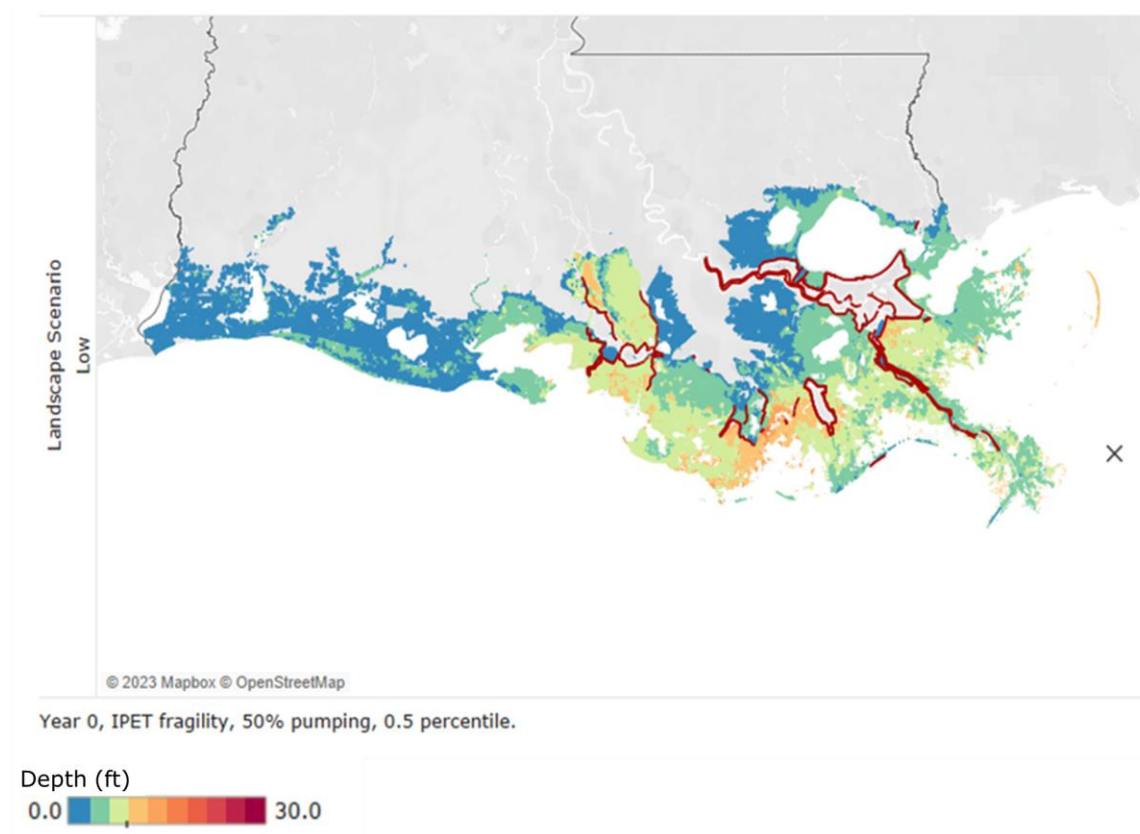 Landscape Scenario
Low
© 2023 Mapbox © OpenStreetMap
Year 0, IPET fragility, 50% pumping, 0.5 percentile.
Depth (ft)
0.0 30.0